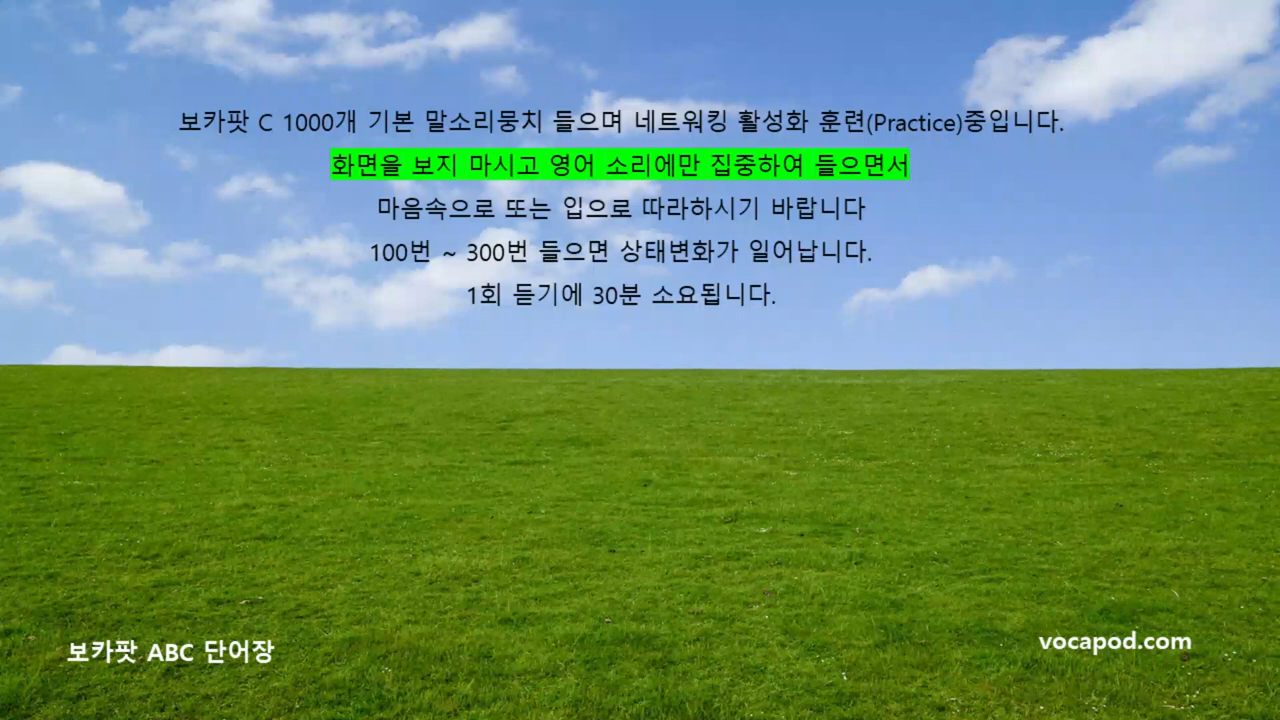 보카팟 C 1000개 기본 말소리뭉치 들으며 네트워킹 활성화 훈련(Practice)중입니다.
화면을 보지 마시고 영어 소리에만 집중하여 들으면서
마음속으로 또는 입으로 따라하시기 바랍니다
100번 ~ 300번 들으면 상태변화가 일어납니다.
1회 듣기에 30분 소요됩니다.
보카팟 ABC 단어장
vocapod.com